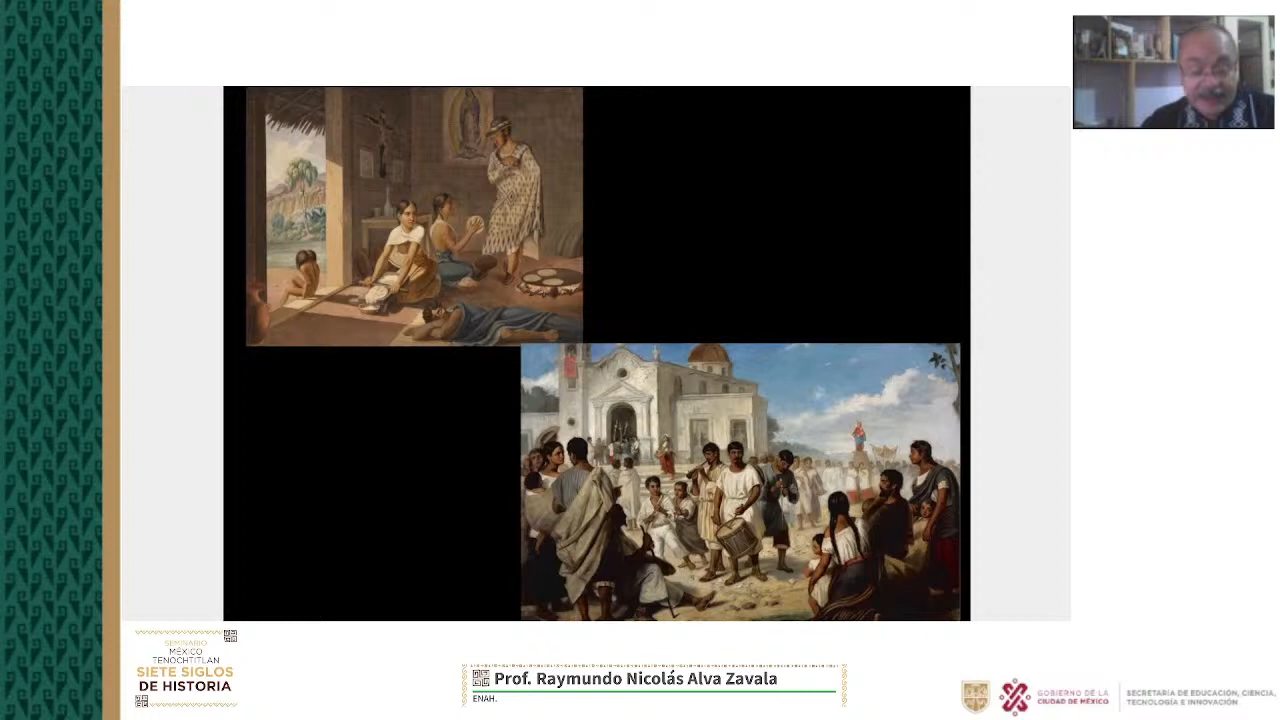 SEMINARIO
MÉXICO
TENOCHTITLAN
SIETE SIGLOS
DE HISTORIA
Prof. Raymundo Nicolás Alva Zavala
ENAH.
GOBIERNO DE LA
CIUDAD DE MÉXICO
SECRETARÍA DE EDUCACIÓN, CIENCIA,
TECNOLOGÍA E INNOVACIÓN